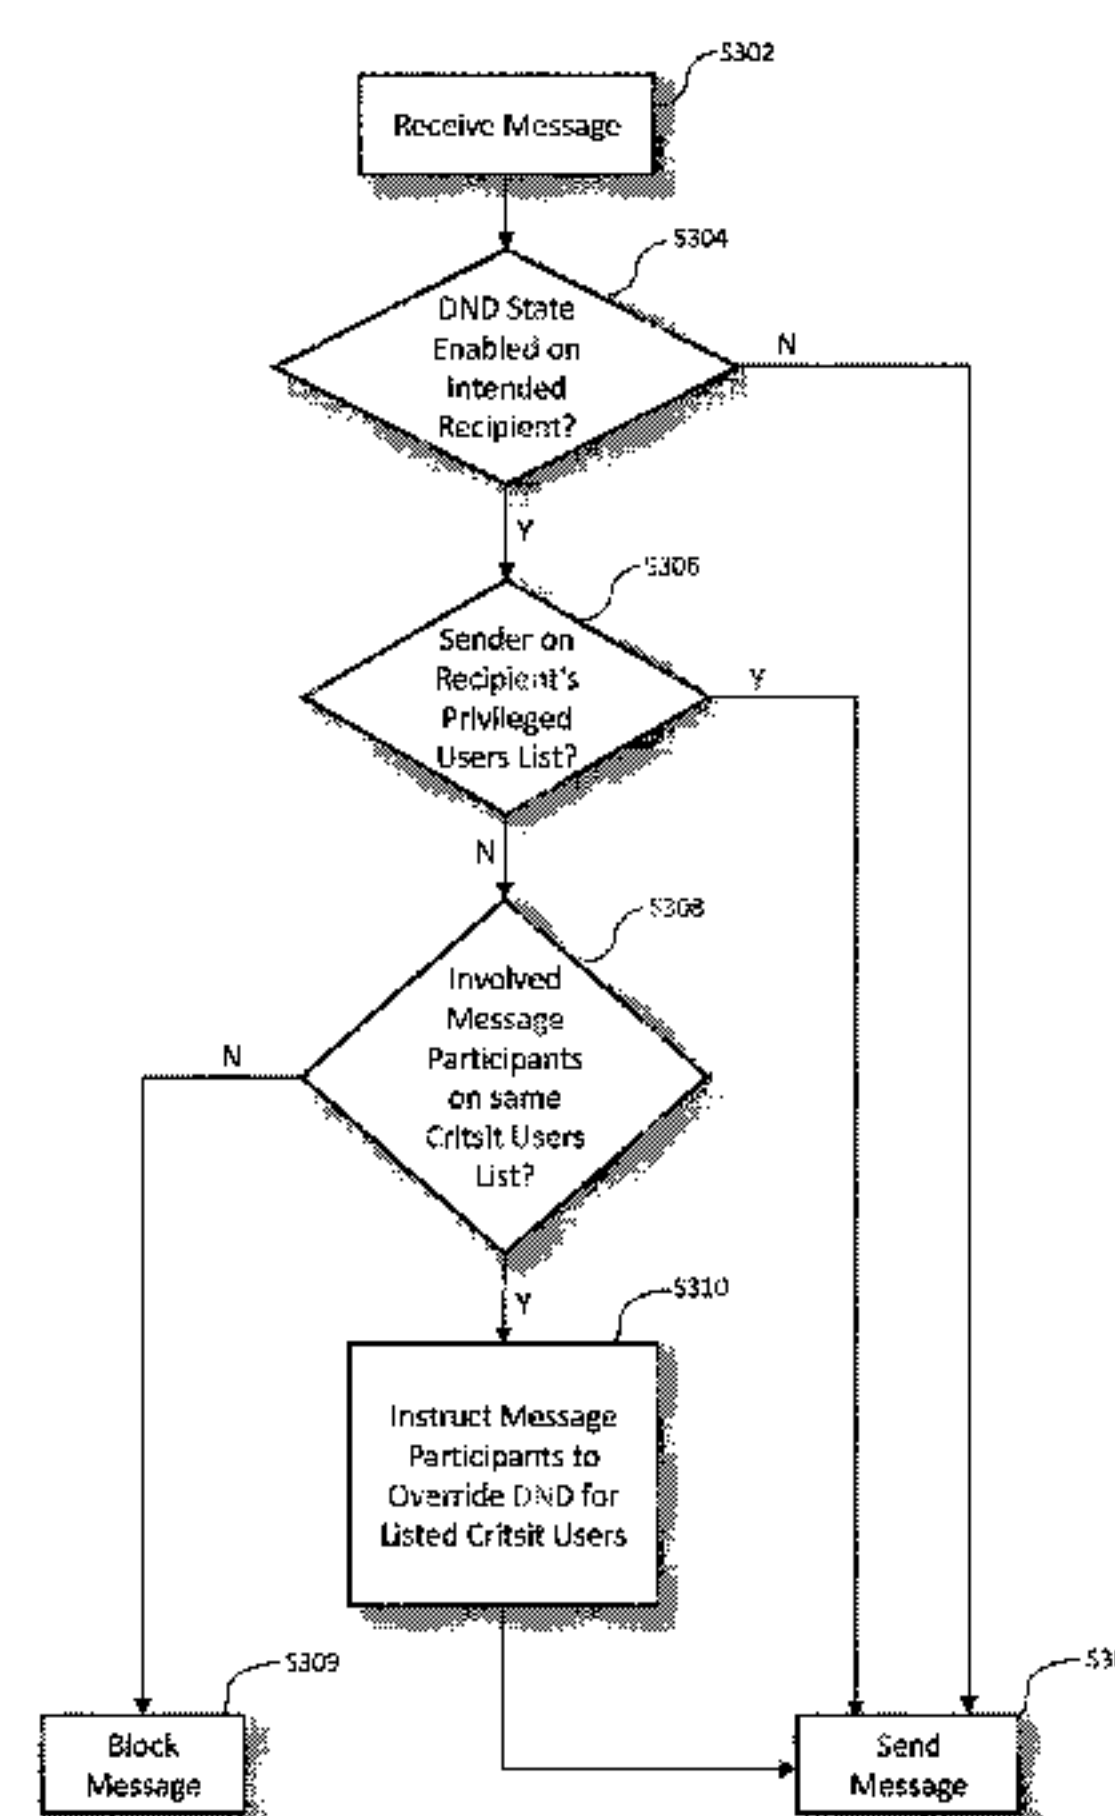 S302
Receive Message
S304
DND State
Enabled on
Intended
Recipient?
N
Y
S306
Sender on
Recipient's
Privileged
Users List?
Y
N
S308
Involved
Message
Participants
on same
Critsit Users
List?
N
Y
S310
Instruct Message
Participants to
Override DND for
Listed Critsit Users
S309
Block
Message
Send
Message